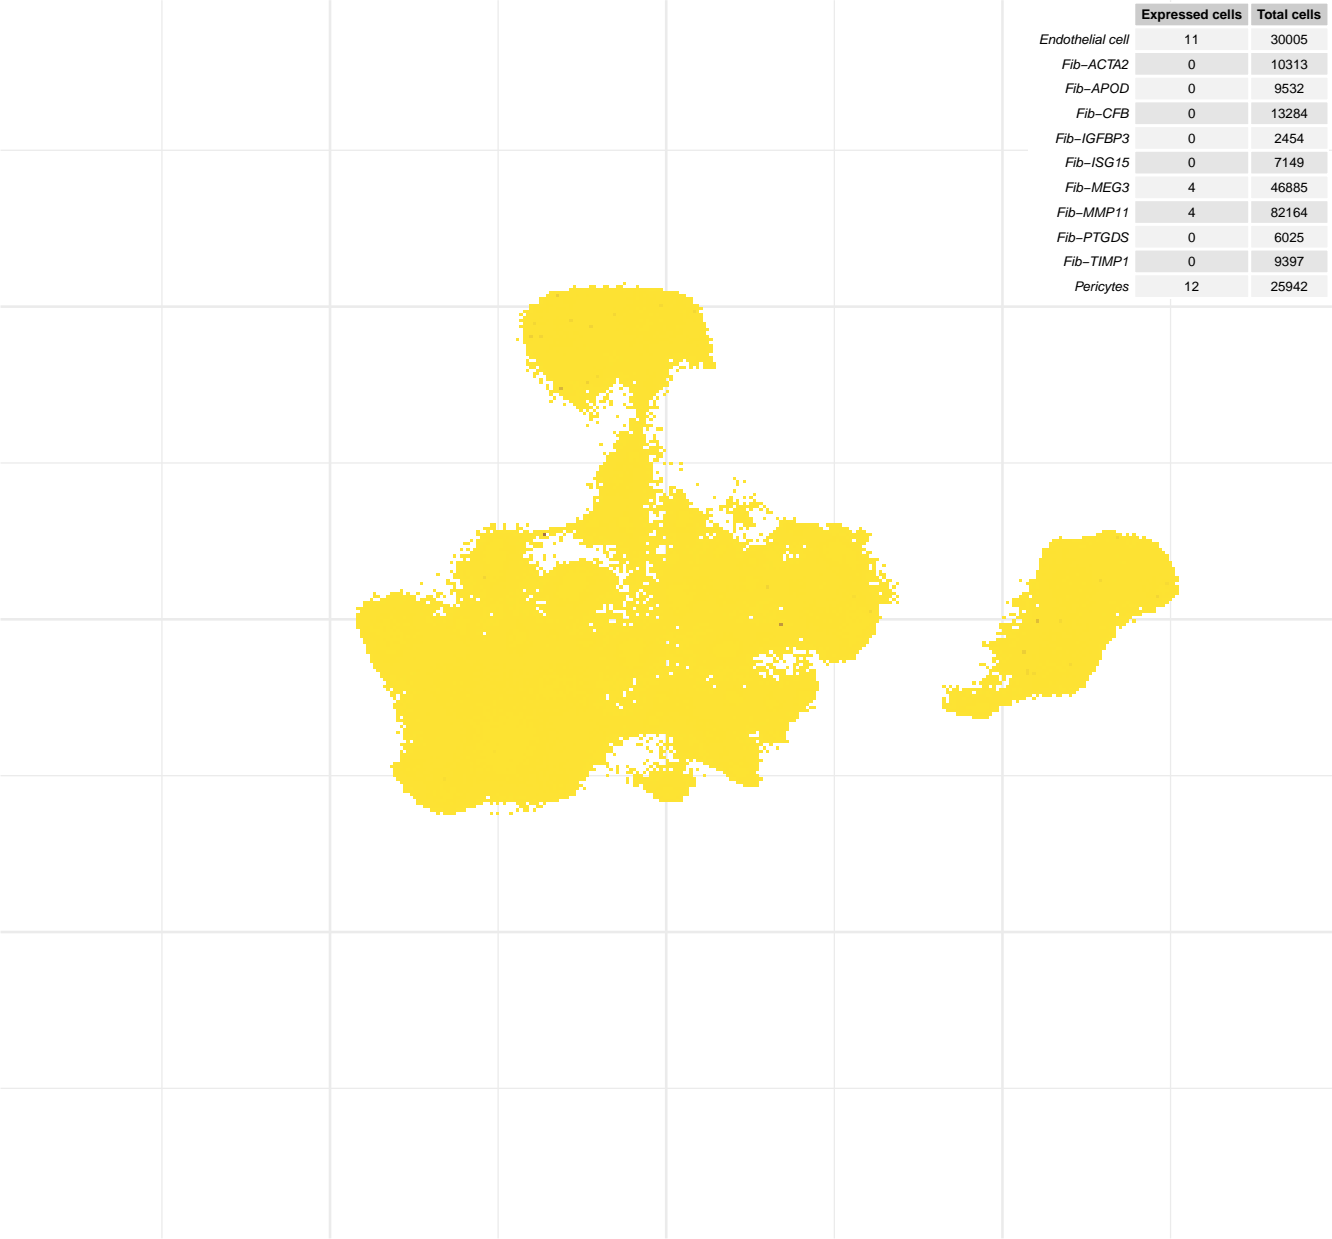 Expressed cells Total cells
Endothelial cell 11 30005
Fib−ACTA2 0 10313
Fib−APOD 0 9532
Fib−CFB 0 13284
Fib−IGFBP3 0 2454
Fib−ISG15 0 7149
Fib−MEG3 4 46885
Fib−MMP11 4 82164
Fib−PTGDS 0 6025
Fib−TIMP1 0 9397
Pericytes 12 25942